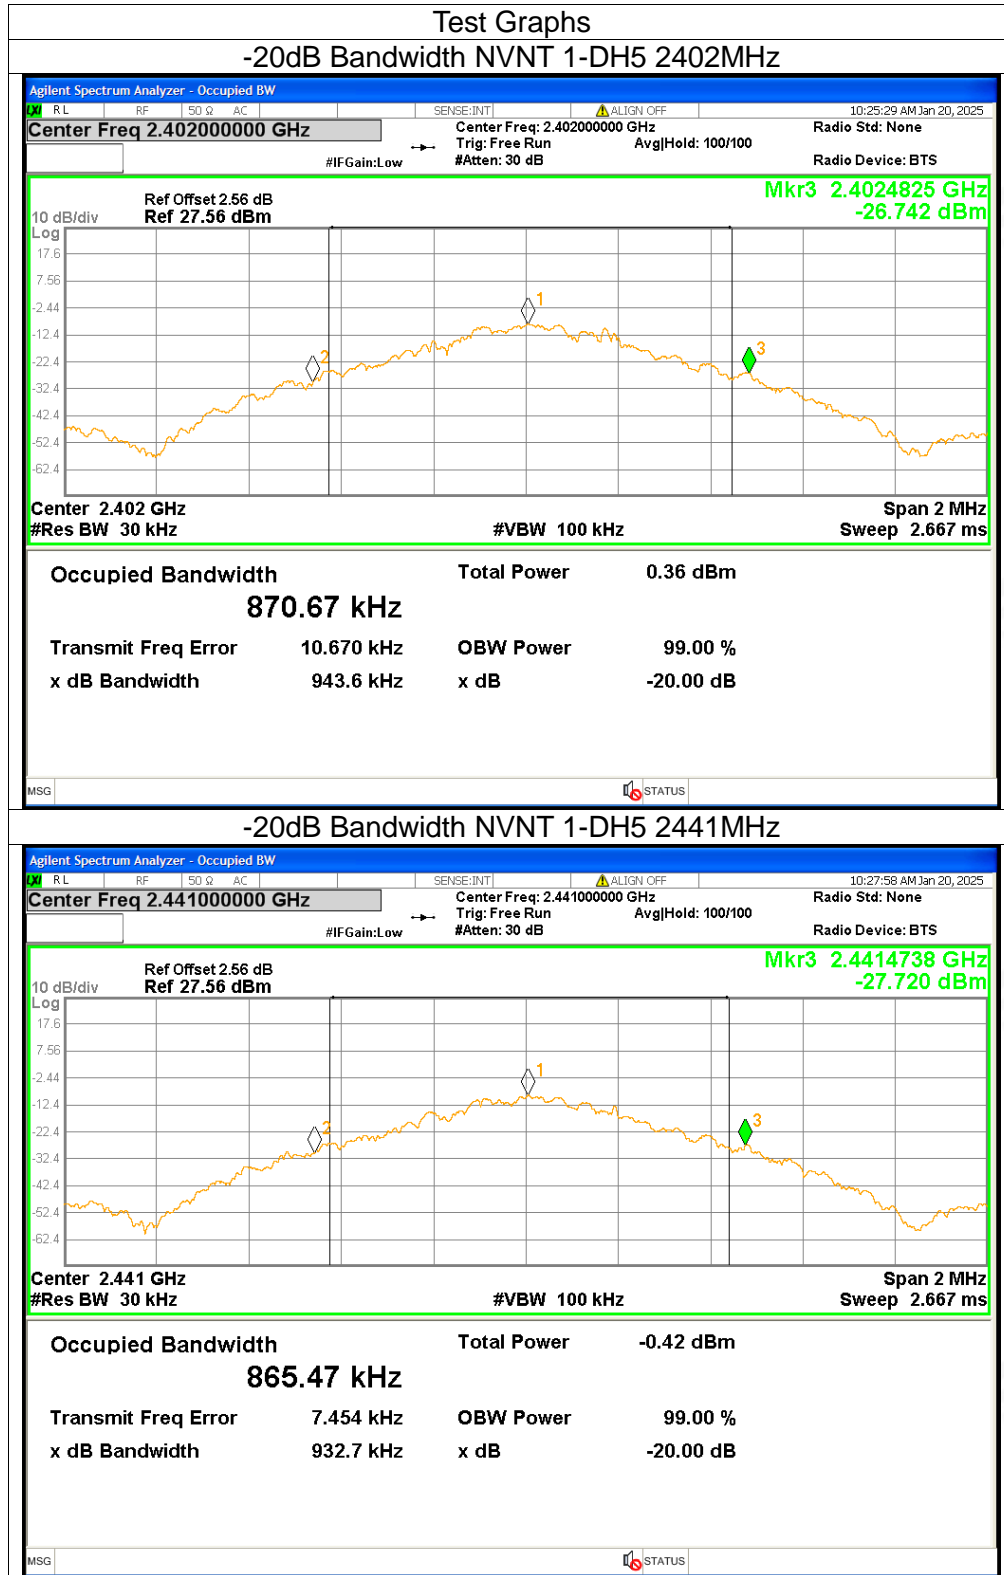 Test Graphs
-20dB Bandwidth NVNT 1-DH5 2402MHz
Agilent Spectrum Analyzer - Occupied BW
LXI RL RF 50 Ω AC SENSE:INT ALIGN OFF 10:25:29 AM Jan 20, 2025
Center Freq 2.402000000 GHz Center Freq: 2.402000000 GHz Radio Std: None
Trig: Free Run Avg|Hold: 100/100
#IFGain:Low #Atten: 30 dB Radio Device: BTS
Mkr3 2.4024825 GHz
Ref Offset 2.56 dB
-26.742 dBm
10 dB/div Ref 27.56 dBm
Log
17.6
7.56
1
-2.44
-12.4
2 3
-22.4
-32.4
-42.4
-52.4
-62.4
Center 2.402 GHz Span 2 MHz
#Res BW 30 kHz #VBW 100 kHz Sweep 2.667 ms
Occupied Bandwidth Total Power 0.36 dBm
870.67 kHz
Transmit Freq Error 10.670 kHz OBW Power 99.00 %
x dB Bandwidth 943.6 kHz x dB -20.00 dB
MSG STATUS
-20dB Bandwidth NVNT 1-DH5 2441MHz
Agilent Spectrum Analyzer - Occupied BW
LXI RL RF 50 Ω AC SENSE:INT ALIGN OFF 10:27:58 AM Jan 20, 2025
Center Freq 2.441000000 GHz Center Freq: 2.441000000 GHz Radio Std: None
Trig: Free Run Avg|Hold: 100/100
#IFGain:Low #Atten: 30 dB Radio Device: BTS
Mkr3 2.4414738 GHz
Ref Offset 2.56 dB
-27.720 dBm
10 dB/div Ref 27.56 dBm
Log
17.6
7.56
1
-2.44
-12.4
2 3
-22.4
-32.4
-42.4
-52.4
-62.4
Center 2.441 GHz Span 2 MHz
#Res BW 30 kHz #VBW 100 kHz Sweep 2.667 ms
Occupied Bandwidth Total Power -0.42 dBm
865.47 kHz
Transmit Freq Error 7.454 kHz OBW Power 99.00 %
x dB Bandwidth 932.7 kHz x dB -20.00 dB
MSG STATUS